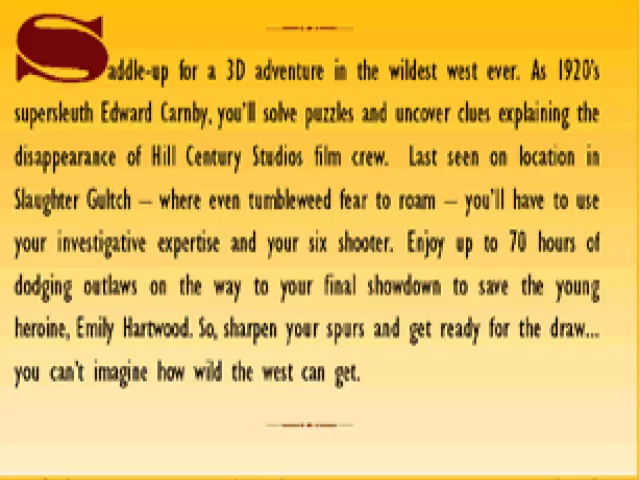 Saddle-up for a 3D adventure in the wildest west ever. As 1920's
supersleuth Edward Carnby, you'll solve puzzles and uncover clues explaining the
disappearance of Hill Century Studios film crew. Last seen on location in
Slaughter Gultch – where even tumbleweed fear to roam – you'll have to use
your investigative expertise and your six shooter. Enjoy up to 70 hours of
dodging outlaws on the way to your final showdown to save the young
heroine, Emily Hartwood. So, sharpen your spurs and get ready for the draw...
you can't imagine how wild the west can get.